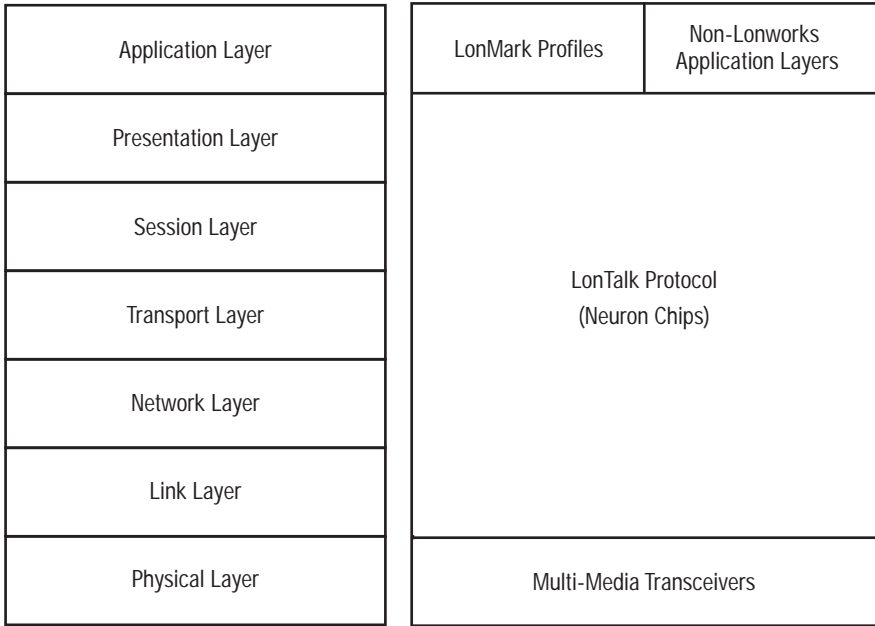 Application Layer
Presentation Layer
Session Layer
Transport Layer
Network Layer
Link Layer
Physical Layer
LonMark Profiles
Non-Lonworks
Application Layers
LonTalk Protocol
(Neuron Chips)
Multi-Media Transceivers